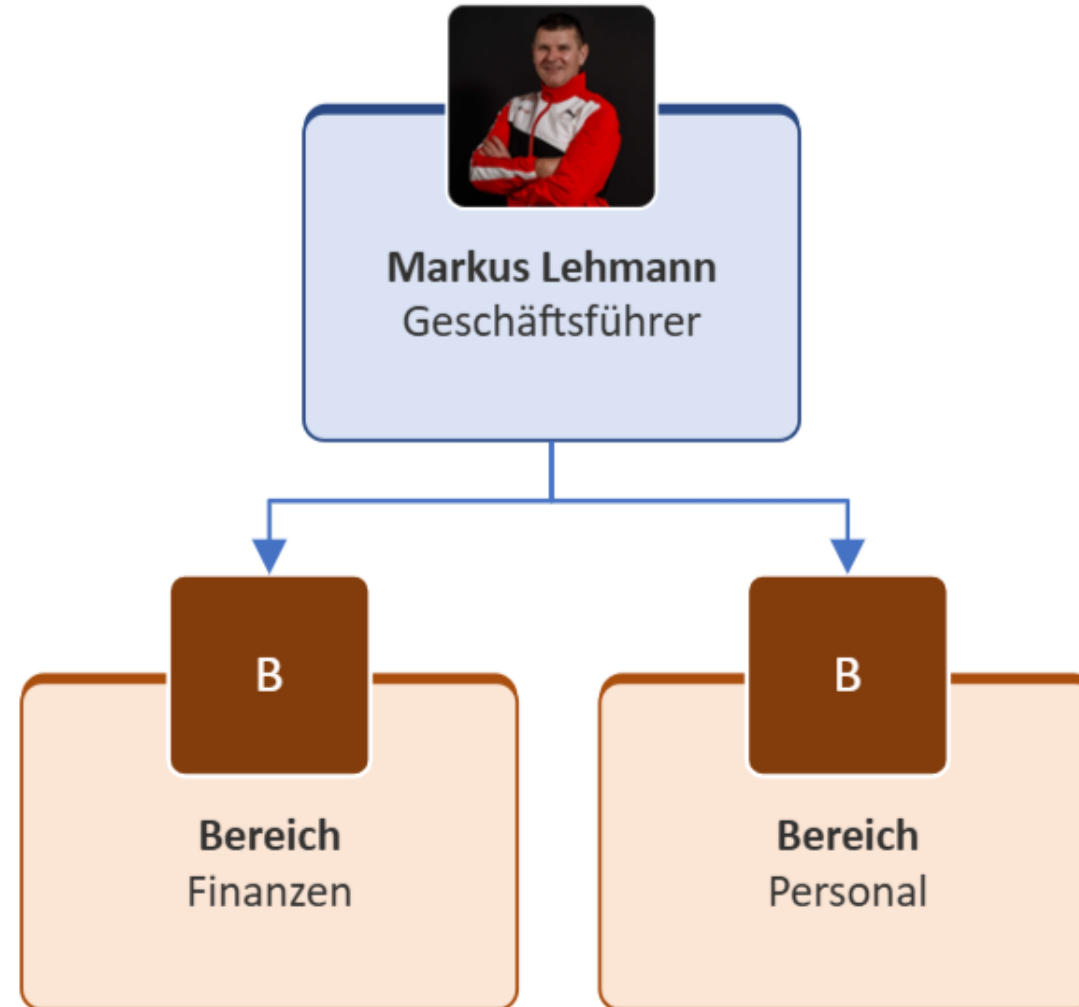 Markus Lehmann
Geschäftsführer
B
B
Bereich
Finanzen
Bereich
Personal